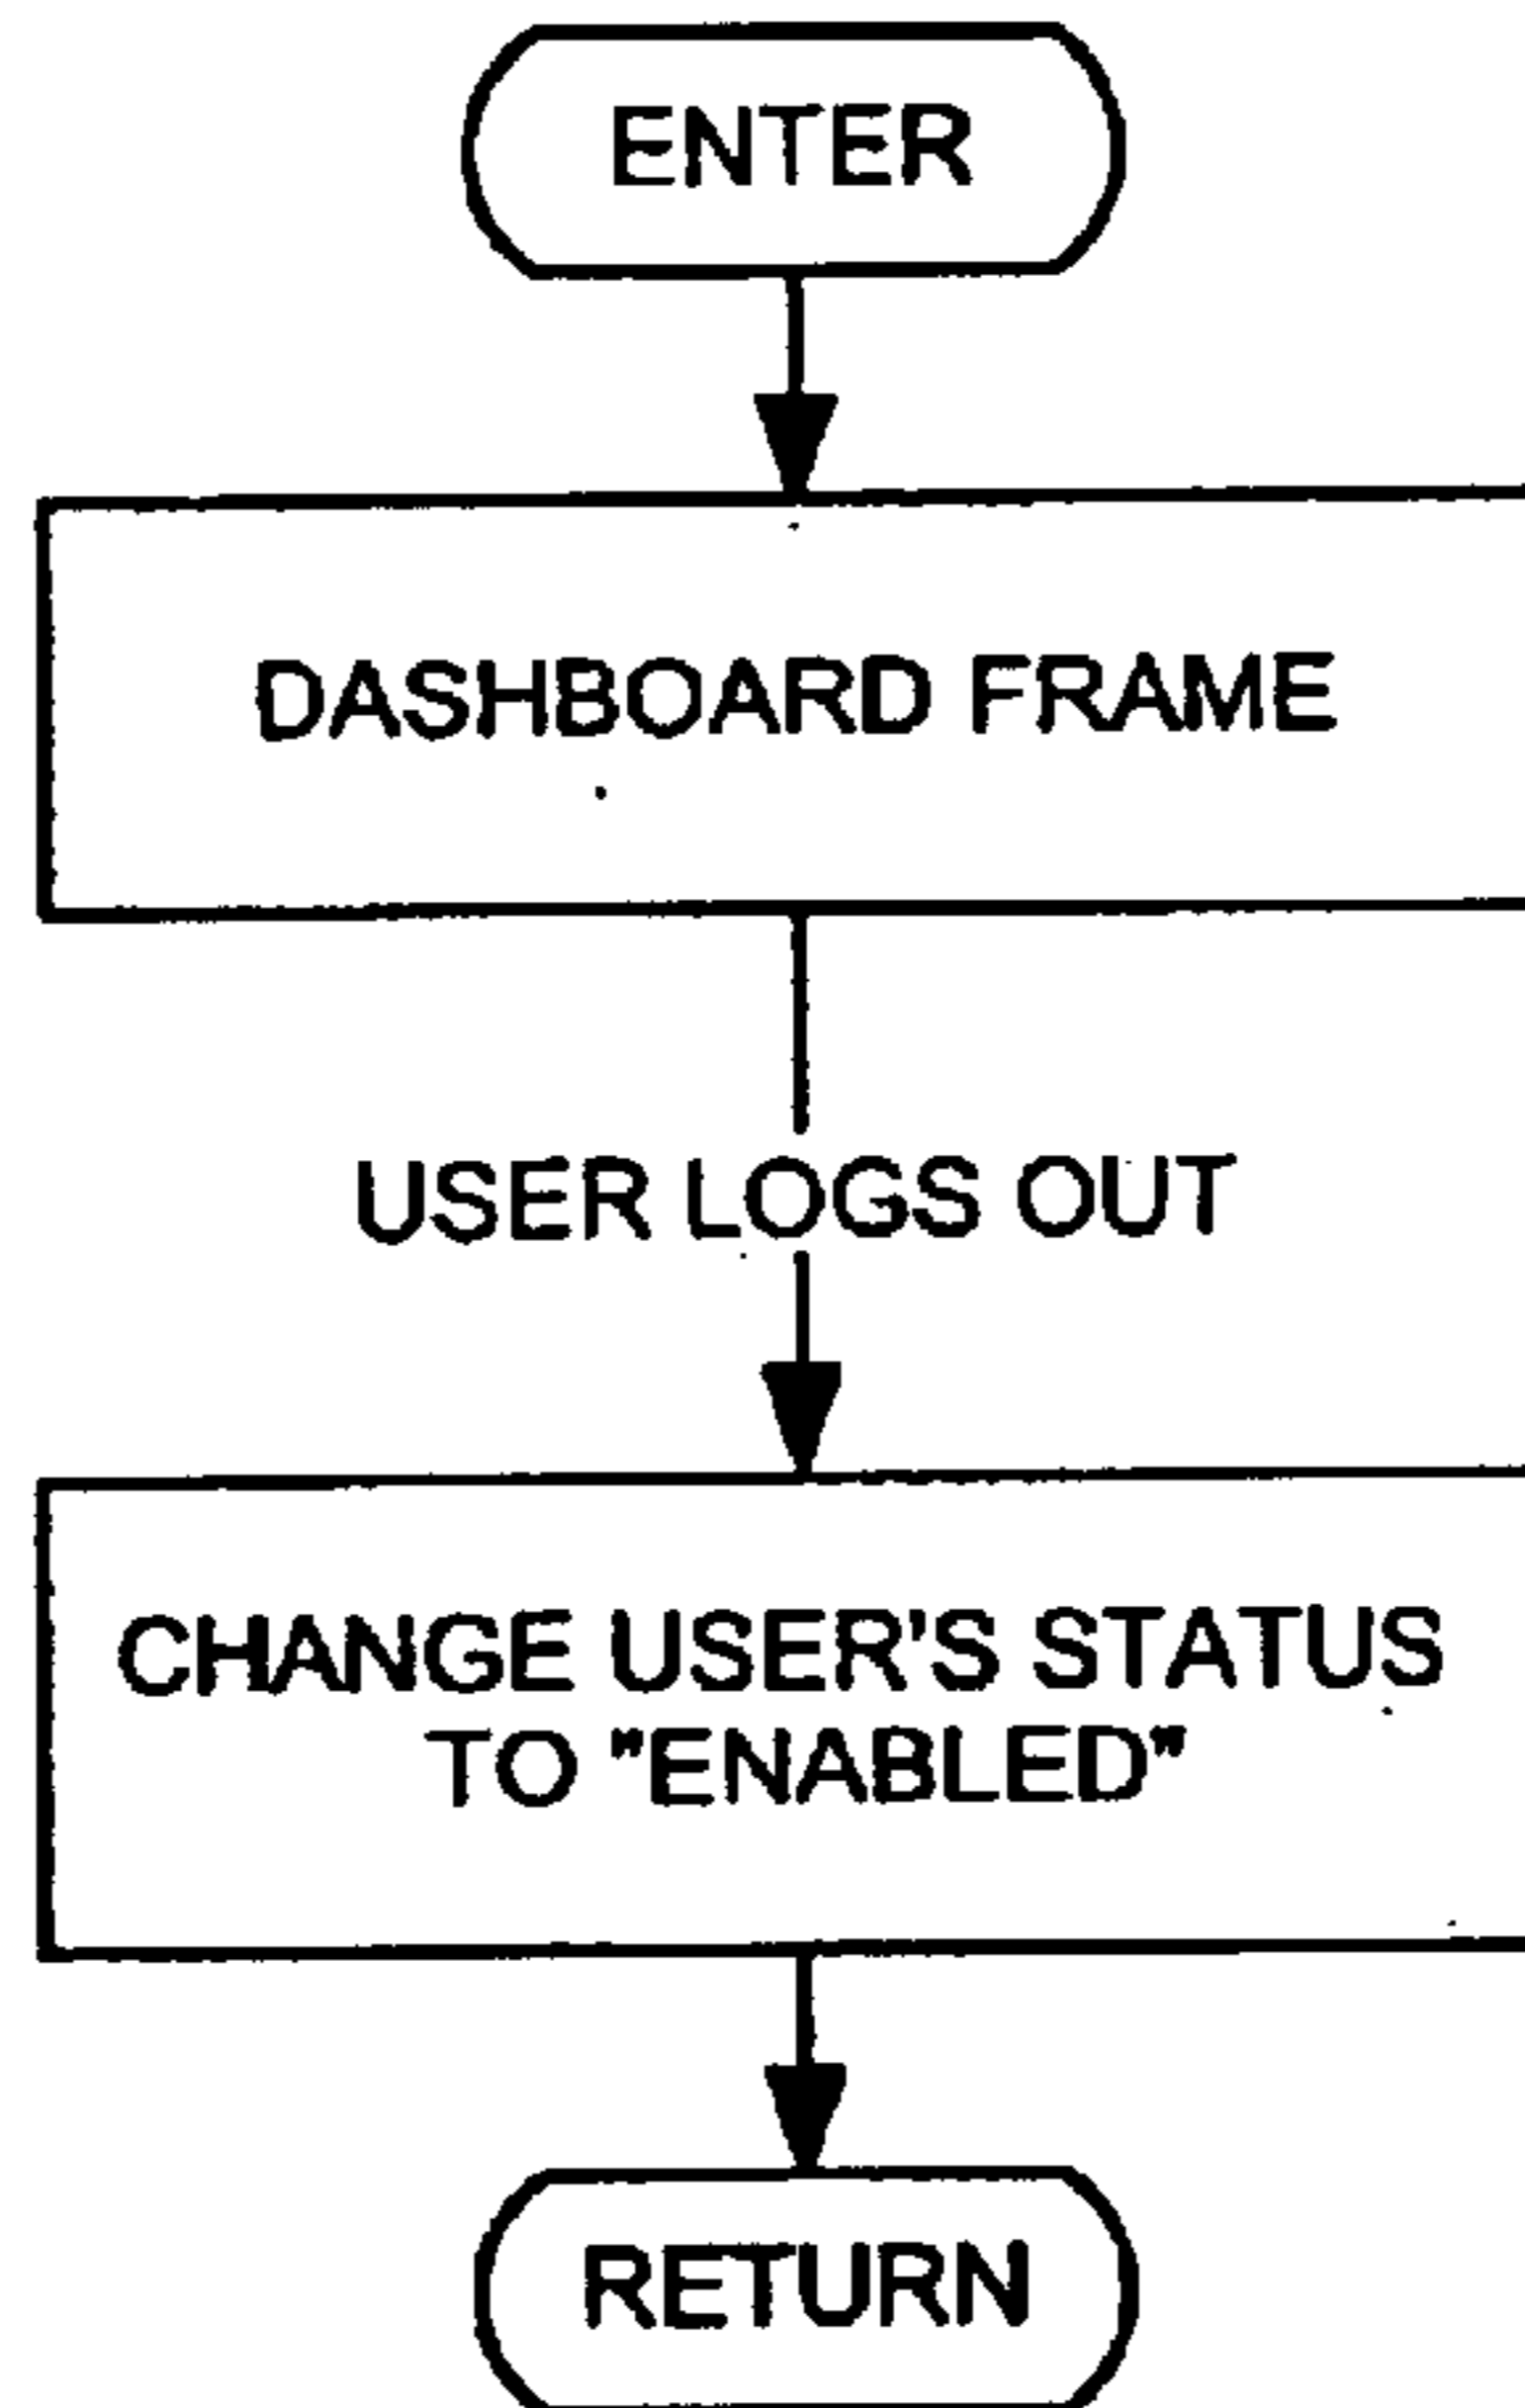 ENTER
DASHBOARD FRAME
USER LOGS OUT
CHANGE USER'S STATUS
TO "ENABLED"
RETURN